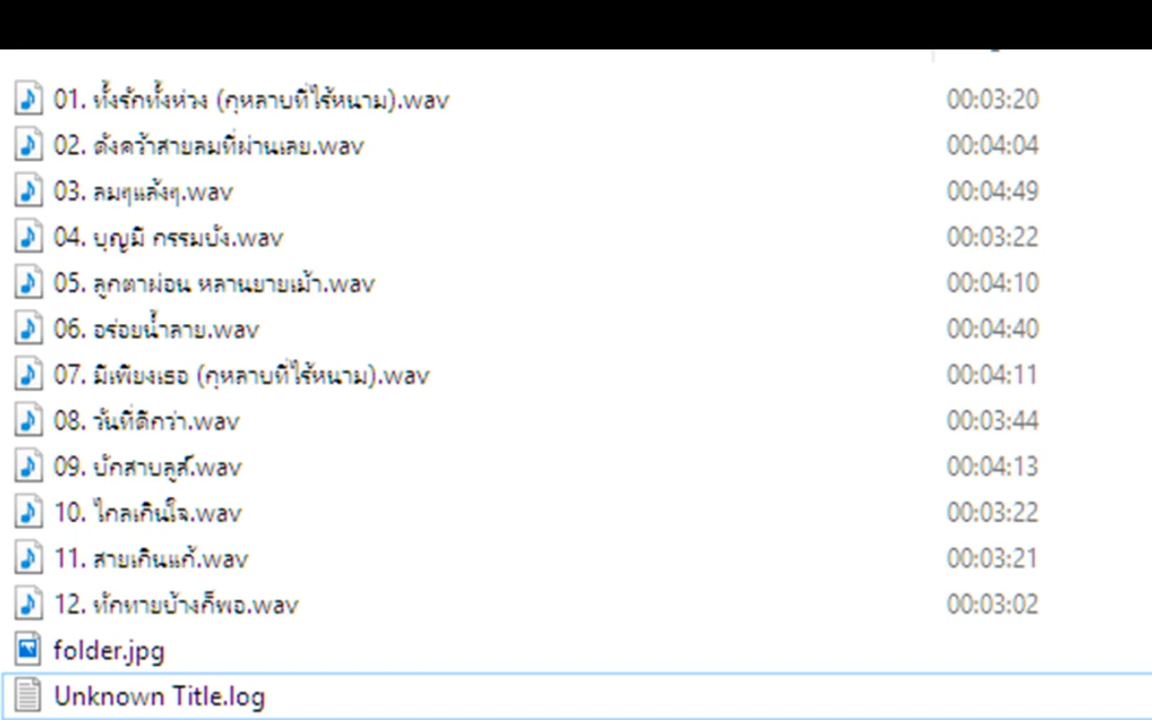 01. ทั้งรักทั้งห่วง (กุหลาบที่ไร้หนาม).wav 00:03:20
02. ดังคว้าสายลมที่ผ่านเลย.wav 00:04:04
03. ลมๆแล้งๆ.wav 00:04:49
04. บุญมี กรรมบัง.wav 00:03:22
05. ลูกตาผ่อน หลานยายเม้า.wav 00:04:10
06. อร่อยน้ำลาย.wav 00:04:40
07. มีเพียงเธอ (กุหลาบที่ไร้หนาม).wav 00:04:11
08. วันที่ดีกว่า.wav 00:03:44
09. บักสาบลูส์.wav 00:04:13
10. ไกลเกินใจ.wav 00:03:22
11. สายเกินแก้.wav 00:03:21
12. ทักทายบ้างก็พอ.wav 00:03:02
folder.jpg
Unknown Title.log